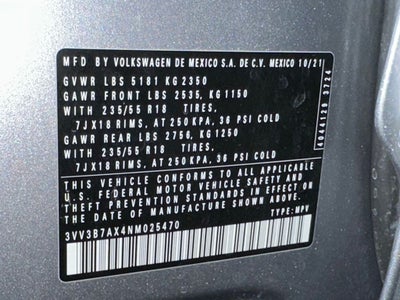 MFD BY VOLKSWAGEN DE MEXICO S.A. DE C.V. MEXICO 10/21
GVWR LBS 5181 KG 2350
GAWR FRONT LBS 2535, KG 1150
WITH 235/55 R18 TIRES,
7JX18 RIMS, AT 250 KPA, 36 PSI COLD
GAWR REAR LBS 2756, KG 1250
WITH 235/55 R18 TIRES,
7JX18 RIMS, AT 250 KPA, 36 PSI COLD
THIS VEHICLE CONFORMS TO ALL APPLICABLE
U.S. FEDERAL MOTOR VEHICLE SAFETY AND
THEFT PREVENTION STANDARDS IN EFFECT ON
THE DATE OF MANUFACTURE SHOWN ABOVE.
3VV3B7AX4NM025470 TYPE: MPV